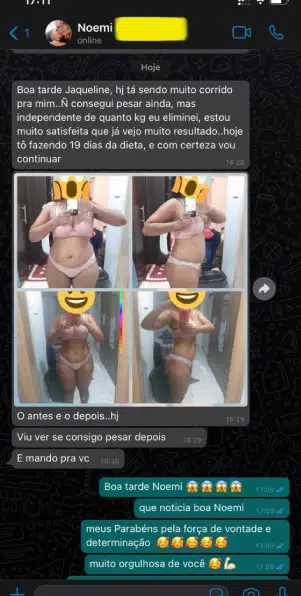 17:11
1
Noemi
online
Hoje
Boa tarde Jaqueline, hj tá sendo muito corrido
pra mim..Ñ consegui pesar ainda, mas
independente de quanto kg eu eliminei, estou
muito satisfeita que já vejo muito resultado..hoje
tô fazendo 19 dias da dieta, e com certeza vou
continuar
16:29
O antes e o depois..hj
16:29
Viu ver se consigo pesar depois
16:29
E mando pra vc
16:30
Boa tarde Noemi 😱😱😱😱
17:09
que noticia boa Noemi
17:09
meus Parabéns pela força de vontade e
determinação 🥰🥰🥰🥰🥰
17:09
muito orgulhosa de você 🥰💪
17:09